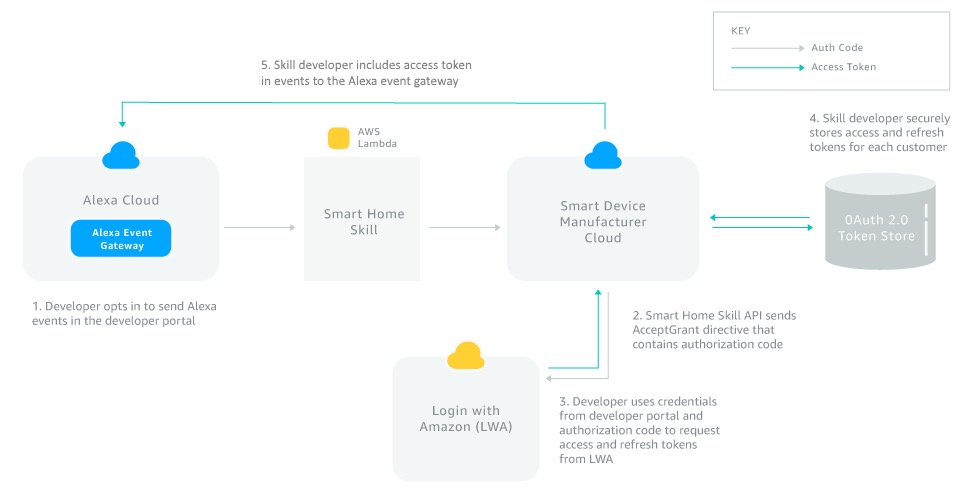 KEY
Auth Code
Access Token
5. Skill developer includes access token
in events to the Alexa event gateway
4. Skill developer securely
stores access and refresh
tokens for each customer
AWS
Lambda
Alexa Cloud
Alexa Event
Gateway
Smart Home
Skill
Smart Device
Manufacturer
Cloud
0Auth 2.0
Token Store
1. Developer opts in to send Alexa
events in the developer portal
2. Smart Home Skill API sends
AcceptGrant directive that
contains authorization code
Login with
Amazon (LWA)
3. Developer uses credentials
from developer portal and
authorization code to request
access and refresh tokens
from LWA